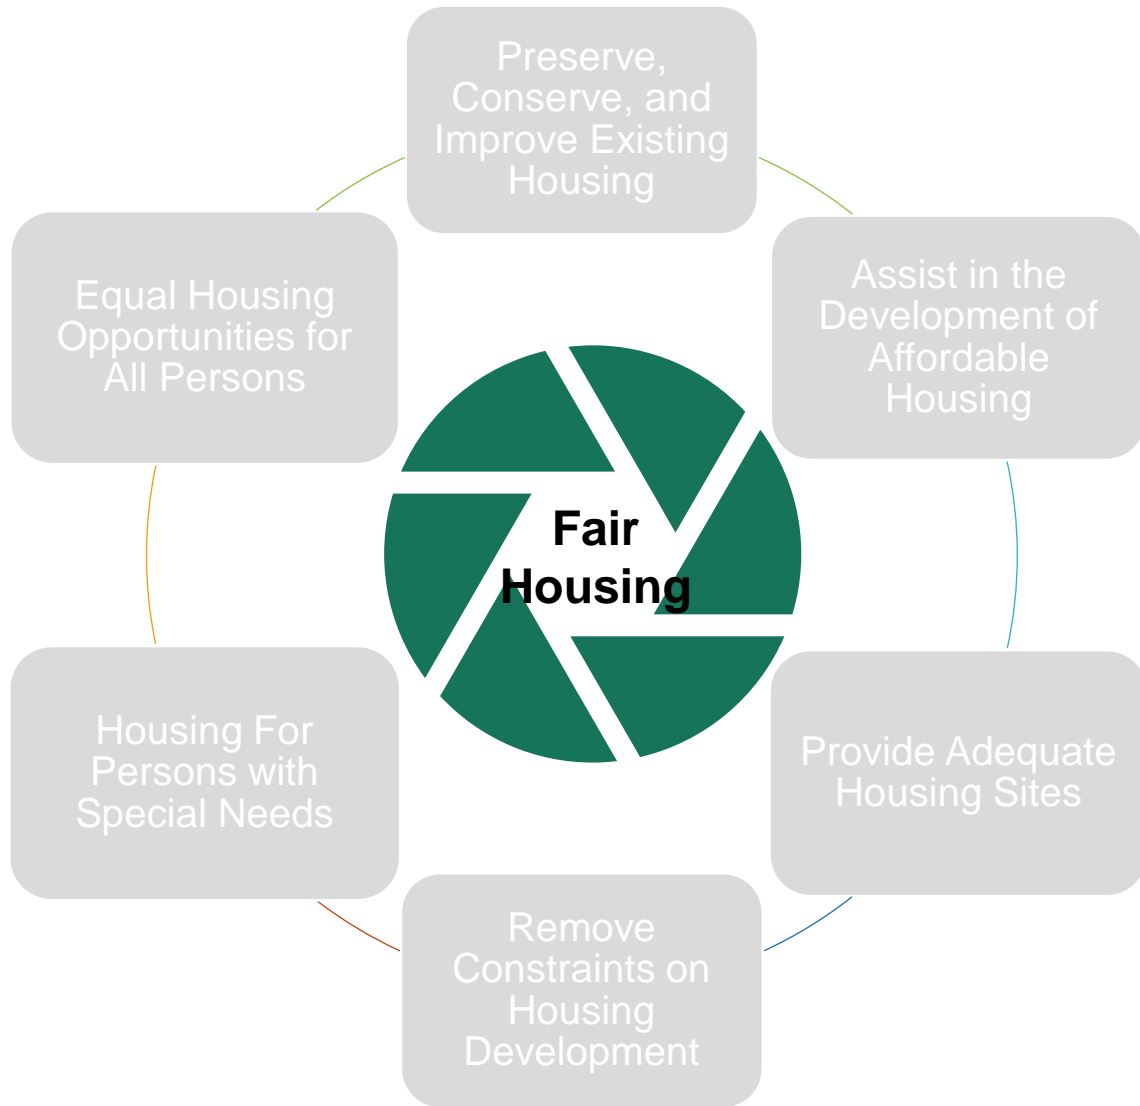 Preserve,
Conserve, and
Improve Existing
Housing
Assist in the
Development of
Affordable
Housing
Provide Adequate
Housing Sites
Remove
Constraints on
Housing
Development
Housing For
Persons with
Special Needs
Equal Housing
Opportunities for
All Persons
Fair
Housing